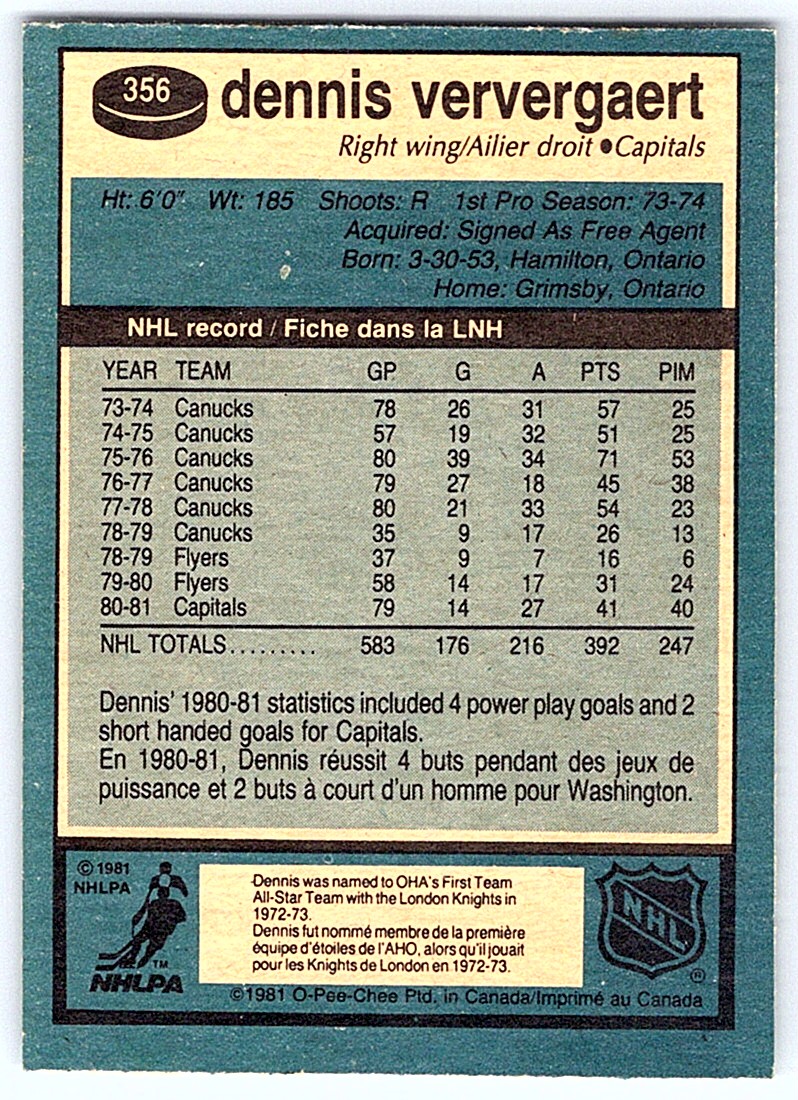 356
dennis ververgaert
Right wing/Ailier droit •Capitals
Ht: 6'0" Wt: 185 Shoots: R 1st Pro Season: 73-74
Acquired: Signed As Free Agent
Born: 3-30-53, Hamilton, Ontario
Home: Grimsby, Ontario
NHL record / Fiche dans la LNH
YEAR TEAM GP G A PTS PIM
73-74 Canucks 78 26 31 57 25
74-75 Canucks 57 19 32 51 25
75-76 Canucks 80 39 34 71 53
76-77 Canucks 79 27 18 45 38
77-78 Canucks 80 21 33 54 23
78-79 Canucks 35 9 17 26 13
78-79 Flyers 37 9 7 16 6
79-80 Flyers 58 14 17 31 24
80-81 Capitals 79 14 27 41 40
NHL TOTALS......... 583 176 216 392 247
Dennis' 1980-81 statistics included 4 power play goals and 2
short handed goals for Capitals.
En 1980-81, Dennis réussit 4 buts pendant des jeux de
puissance et 2 buts à court d'un homme pour Washington.
© 1981
NHLPA
TM
NHLPA
Dennis was named to OHA's First Team
All-Star Team with the London Knights in
1972-73.
Dennis fut nommé membre de la première
équipe d'étoiles de l'AHO, alors qu'il jouait
pour les Knights de London en 1972-73.
NHL
®
©1981 O-Pee-Chee Ptd. in Canada/Imprimé au Canada